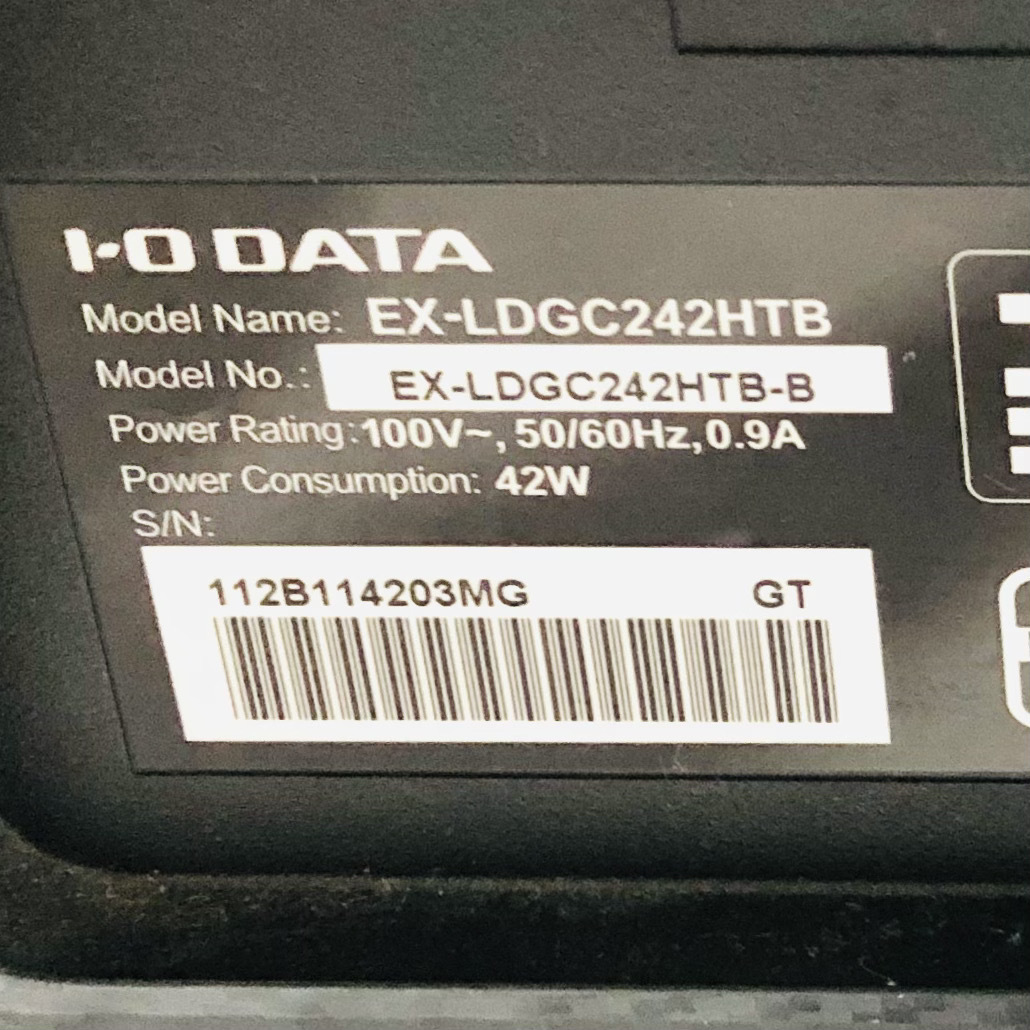 I-O DATA
Model Name: EX-LDGC242HTB
Model No.: EX-LDGC242HTB-B
Power Rating:100V~, 50/60Hz,0.9A
Power Consumption: 42W
S/N:
112B114203MG GT